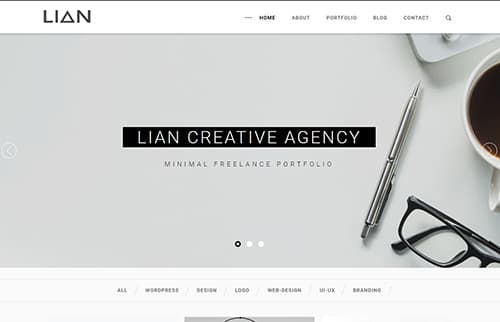 LIAN
HOME ABOUT PORTFOLIO BLOG CONTACT
LIAN CREATIVE AGENCY
MINIMAL FREELANCE PORTFOLIO
ALL / WORDPRESS / DESIGN / LOGO / WEB-DESIGN / UI-UX / BRANDING /